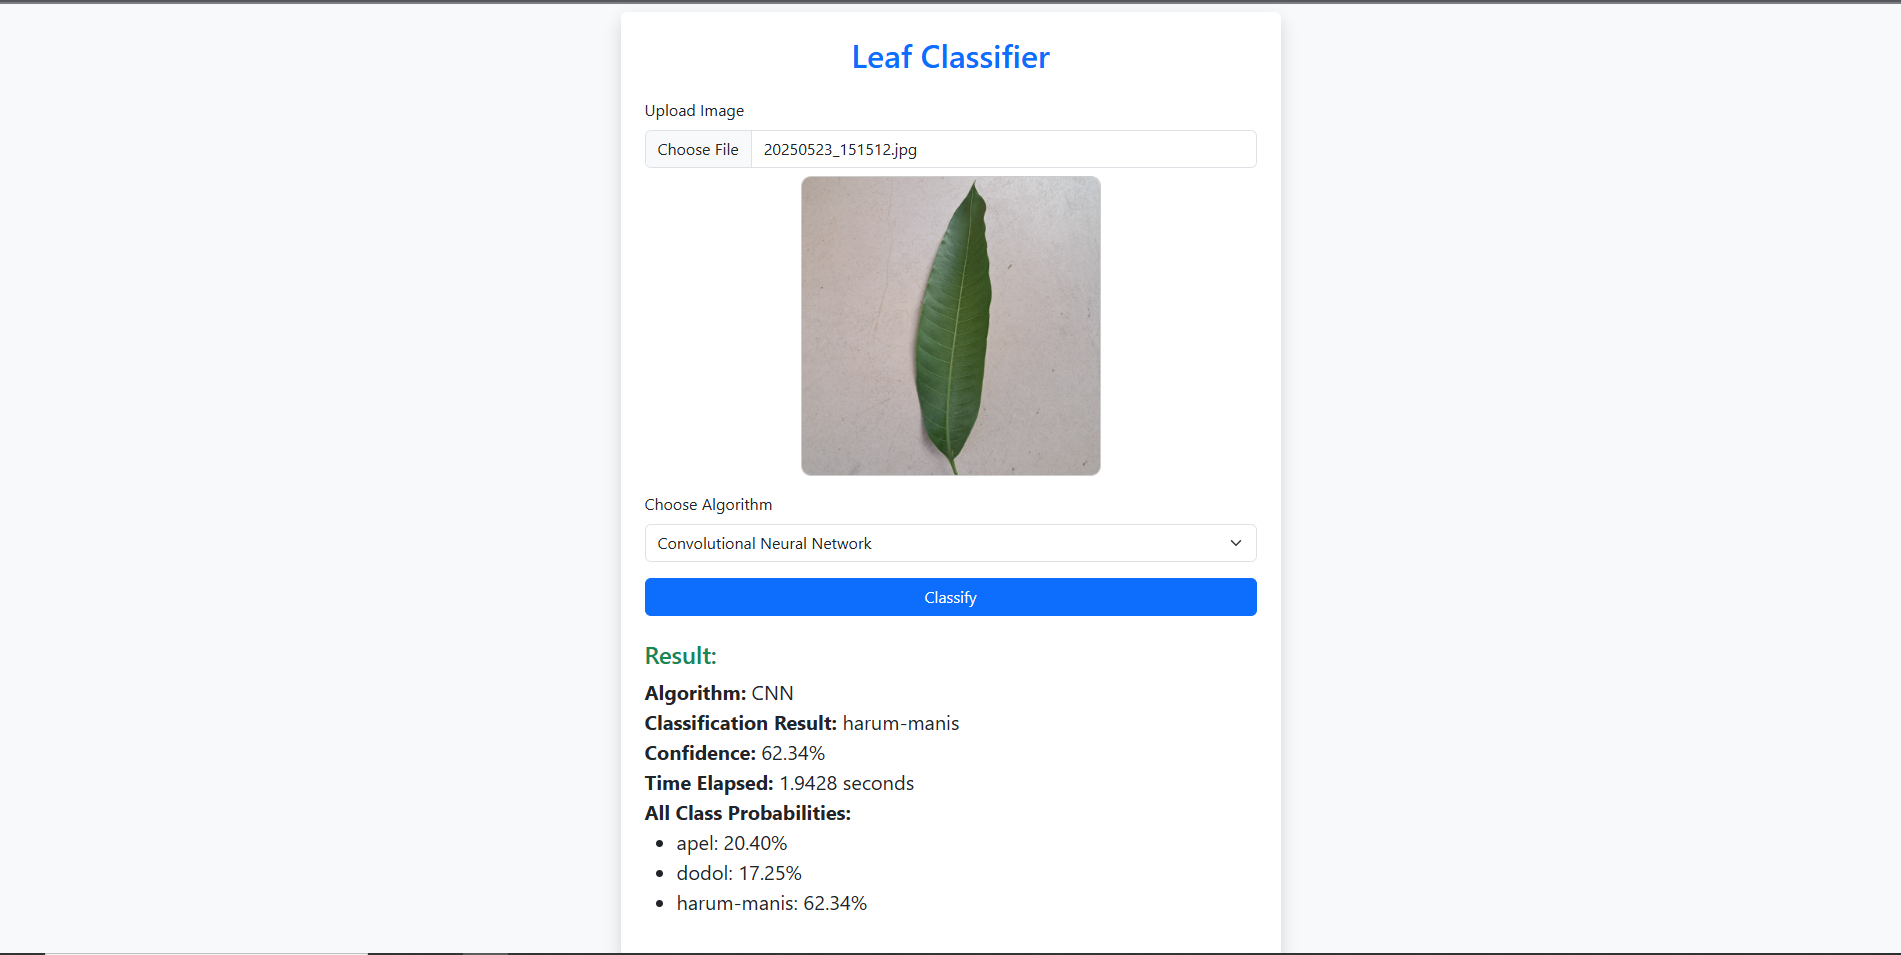 Leaf Classifier
Upload Image
Choose File 20250523_151512.jpg
Choose Algorithm
Convolutional Neural Network
Classify
Result:
Algorithm: CNN
Classification Result: harum-manis
Confidence: 62.34%
Time Elapsed: 1.9428 seconds
All Class Probabilities:
• apel: 20.40%
• dodol: 17.25%
• harum-manis: 62.34%